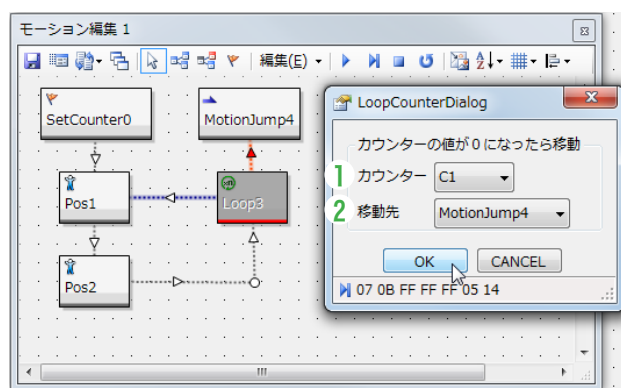 モーション編集 1
編集(E)
SetCounter0
MotionJump4
Pos1
Loop3
Pos2
LoopCounterDialog
カウンターの値が 0 になったら移動
1 カウンター C1
2 移動先 MotionJump4
OK CANCEL
07 0B FF FF FF 05 14